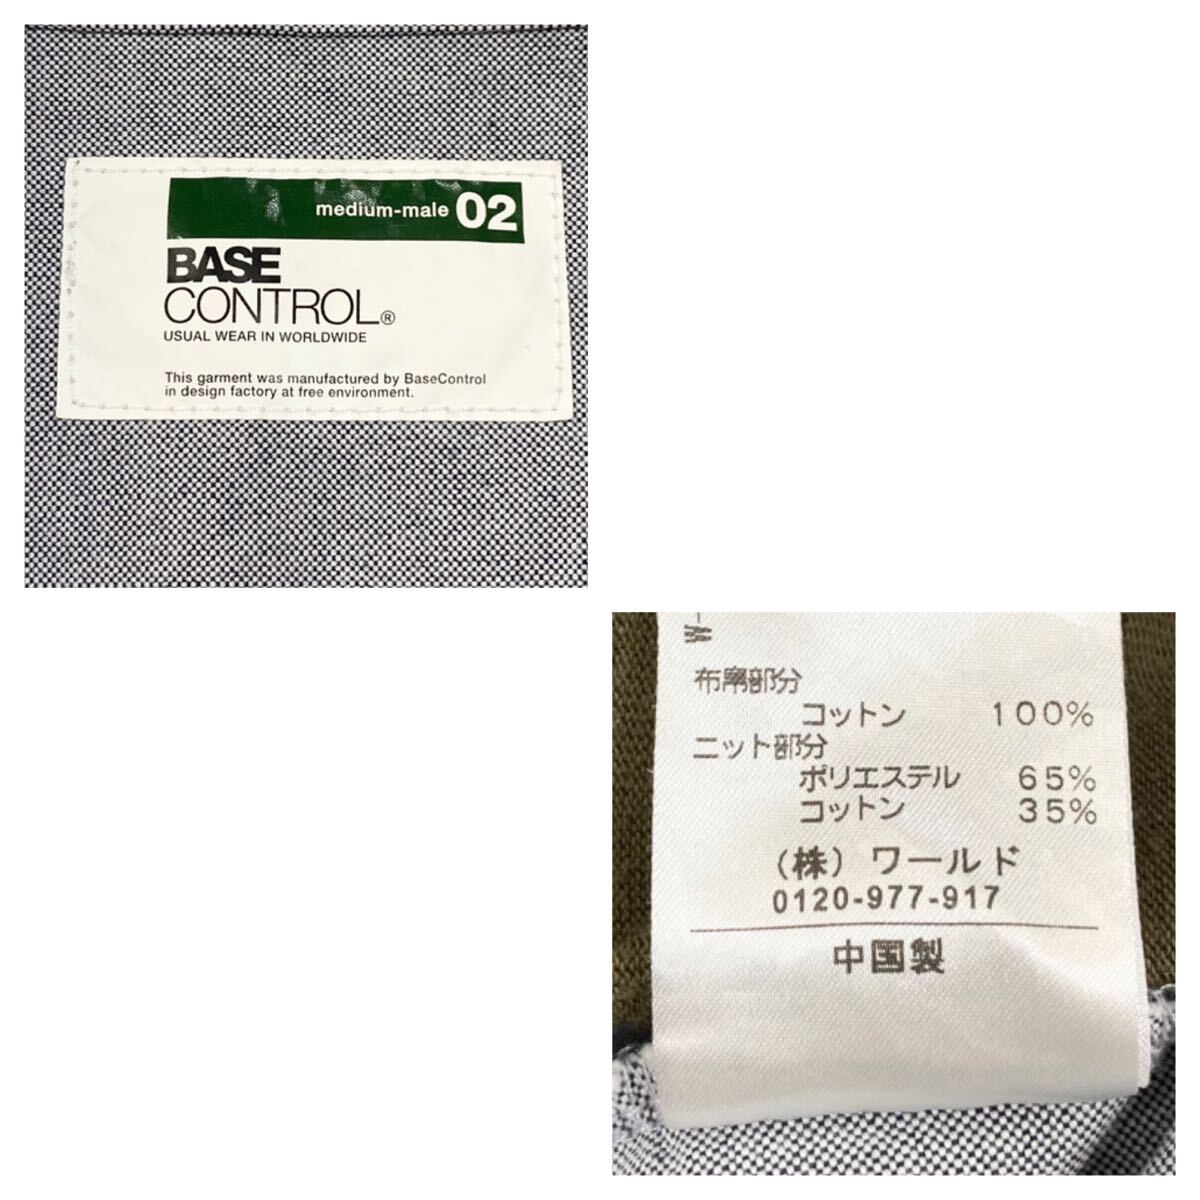 medium-male 02
BASE
CONTROL®
USUAL WEAR IN WORLDWIDE
This garment was manufactured by BaseControl
in design factory at free environment.
布帛部分
コットン 100%
ニット部分
ポリエステル 65%
コットン 35%
(株) ワールド
0120-977-917
中国製